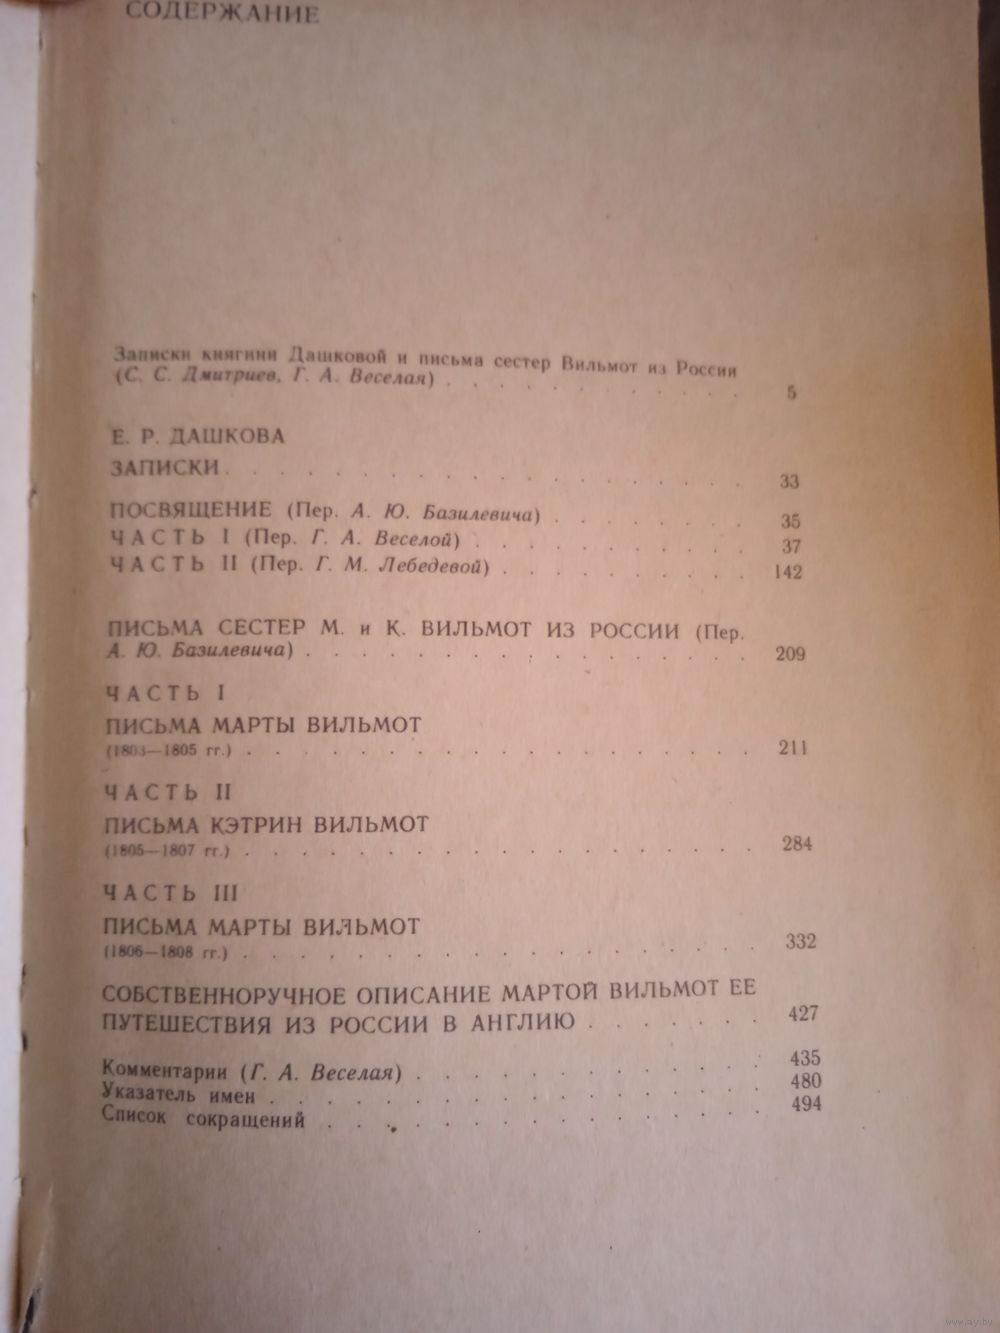 СОДЕРЖАНИЕ
Записки княгини Дашковой и письма сестер Вильмот из России
(С. С. Дмитриев, Г. А. Веселая) . . . . . . . . . . 5
Е. Р. ДАШКОВА
ЗАПИСКИ . . . . . . . . . . . . . . . . . . . 33
ПОСВЯЩЕНИЕ (Пер. А. Ю. Базилевича) . . . . . . . 35
ЧАСТЬ I (Пер. Г. А. Веселой) . . . . . . . . . . 37
ЧАСТЬ II (Пер. Г. М. Лебедевой) . . . . . . . . . 142
ПИСЬМА СЕСТЕР М. и К. ВИЛЬМОТ ИЗ РОССИИ (Пер.
А. Ю. Базилевича) . . . . . . . . . . . . . . . . 209
ЧАСТЬ I
ПИСЬМА МАРТЫ ВИЛЬМОТ
(1803—1805 гг.) . . . . . . . . . . . . . . . . . . 211
ЧАСТЬ II
ПИСЬМА КЭТРИН ВИЛЬМОТ
(1805—1807 гг.) . . . . . . . . . . . . . . . . . . 284
ЧАСТЬ III
ПИСЬМА МАРТЫ ВИЛЬМОТ
(1806—1808 гг.) . . . . . . . . . . . . . . . . . . 332
СОБСТВЕННОРУЧНОЕ ОПИСАНИЕ МАРТОЙ ВИЛЬМОТ ЕЕ
ПУТЕШЕСТВИЯ ИЗ РОССИИ В АНГЛИЮ . . . . . . . 427
Комментарии (Г. А. Веселая) . . . . . . . . . . . . . 435
Указатель имен . . . . . . . . . . . . . . . . . . 480
Список сокращений . . . . . . . . . . . . . . . . 494
www.ay.by